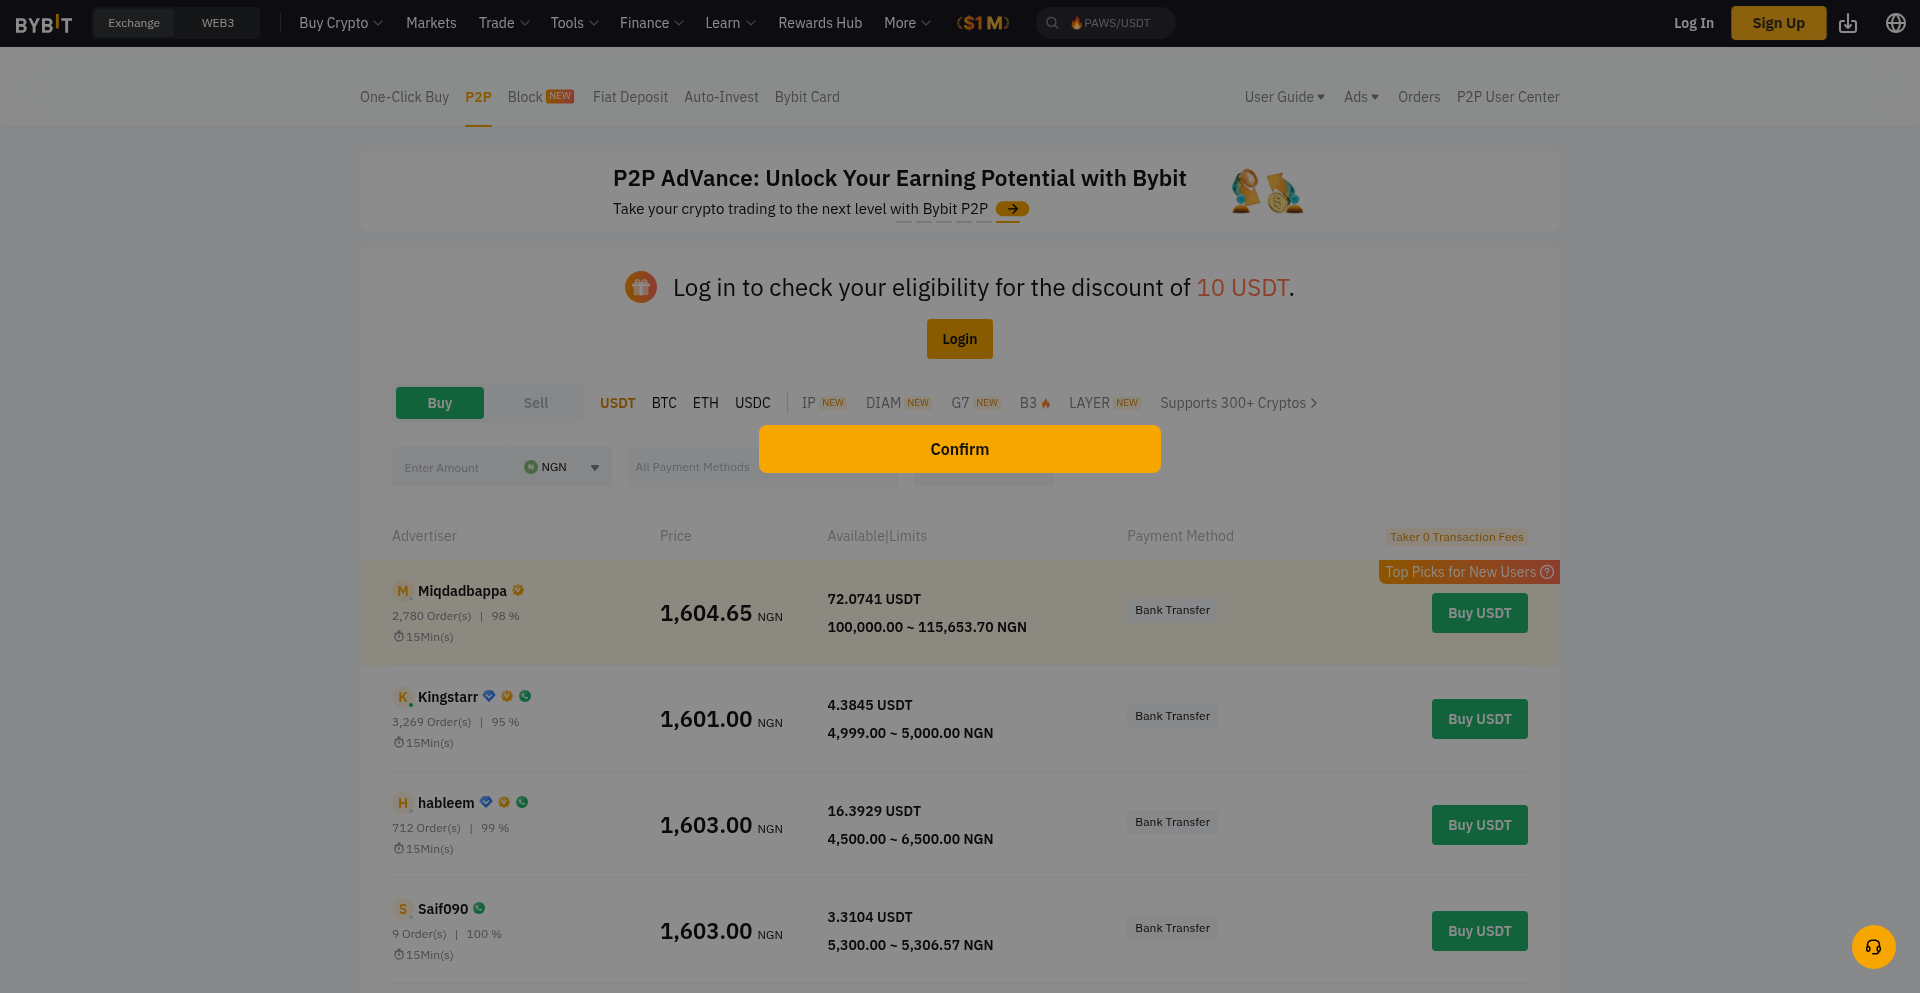 BYBIT Exchange WEB3 Buy Crypto Markets Trade Tools Finance Learn Rewards Hub More ($1M) PAWS/USDT Log In Sign Up
One-Click Buy P2P Block NEW Fiat Deposit Auto-Invest Bybit Card User Guide Ads Orders P2P User Center
P2P AdVance: Unlock Your Earning Potential with Bybit
Take your crypto trading to the next level with Bybit P2P
Log in to check your eligibility for the discount of 10 USDT.
Login
Buy Sell USDT BTC ETH USDC IP NEW DIAM NEW G7 NEW B3 LAYER NEW Supports 300+ Cryptos
Confirm
Enter Amount NGN All Payment Methods
Advertiser Price Available|Limits Payment Method Taker 0 Transaction Fees
Top Picks for New Users
M Miqdadbappa
2,780 Order(s) | 98 %
15Min(s)
1,604.65 NGN
72.0741 USDT
100,000.00 ~ 115,653.70 NGN
Bank Transfer
Buy USDT
K Kingstarr
3,269 Order(s) | 95 %
15Min(s)
1,601.00 NGN
4.3845 USDT
4,999.00 ~ 5,000.00 NGN
Bank Transfer
Buy USDT
H hableem
712 Order(s) | 99 %
15Min(s)
1,603.00 NGN
16.3929 USDT
4,500.00 ~ 6,500.00 NGN
Bank Transfer
Buy USDT
S Saif090
9 Order(s) | 100 %
15Min(s)
1,603.00 NGN
3.3104 USDT
5,300.00 ~ 5,306.57 NGN
Bank Transfer
Buy USDT